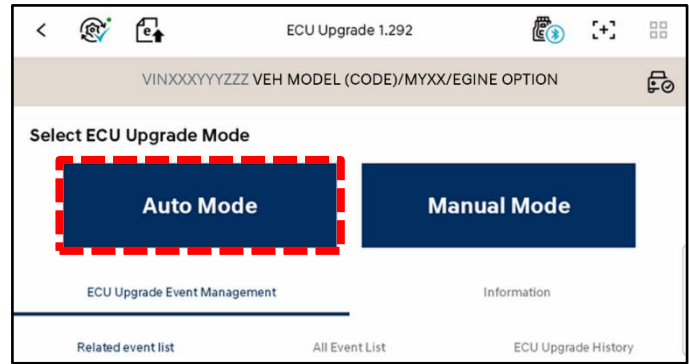 ECU Upgrade 1.292
VINXXXYYYZZZ VEH MODEL (CODE)/MYXX/EGINE OPTION
Select ECU Upgrade Mode
Auto Mode
Manual Mode
ECU Upgrade Event Management
Information
Related event list
All Event List
ECU Upgrade History